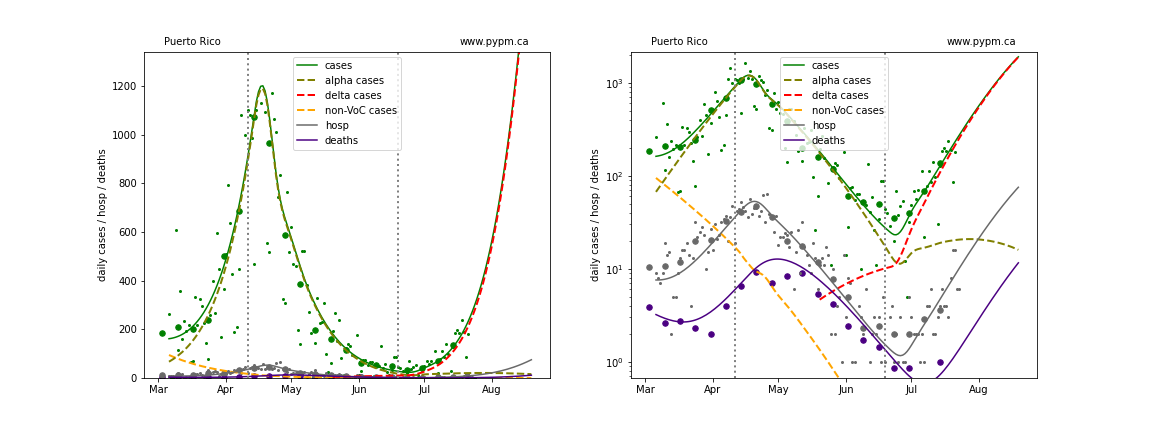 Puerto Rico www.pypm.ca
cases
alpha cases
delta cases
non-VoC cases
hosp
deaths
1200
1000
800
600
400
200
0
daily cases / hosp / deaths
Mar Apr May Jun Jul Aug
Puerto Rico www.pypm.ca
cases
alpha cases
delta cases
non-VoC cases
hosp
deaths
10³
10²
10¹
10⁰
daily cases / hosp / deaths
Mar Apr May Jun Jul Aug